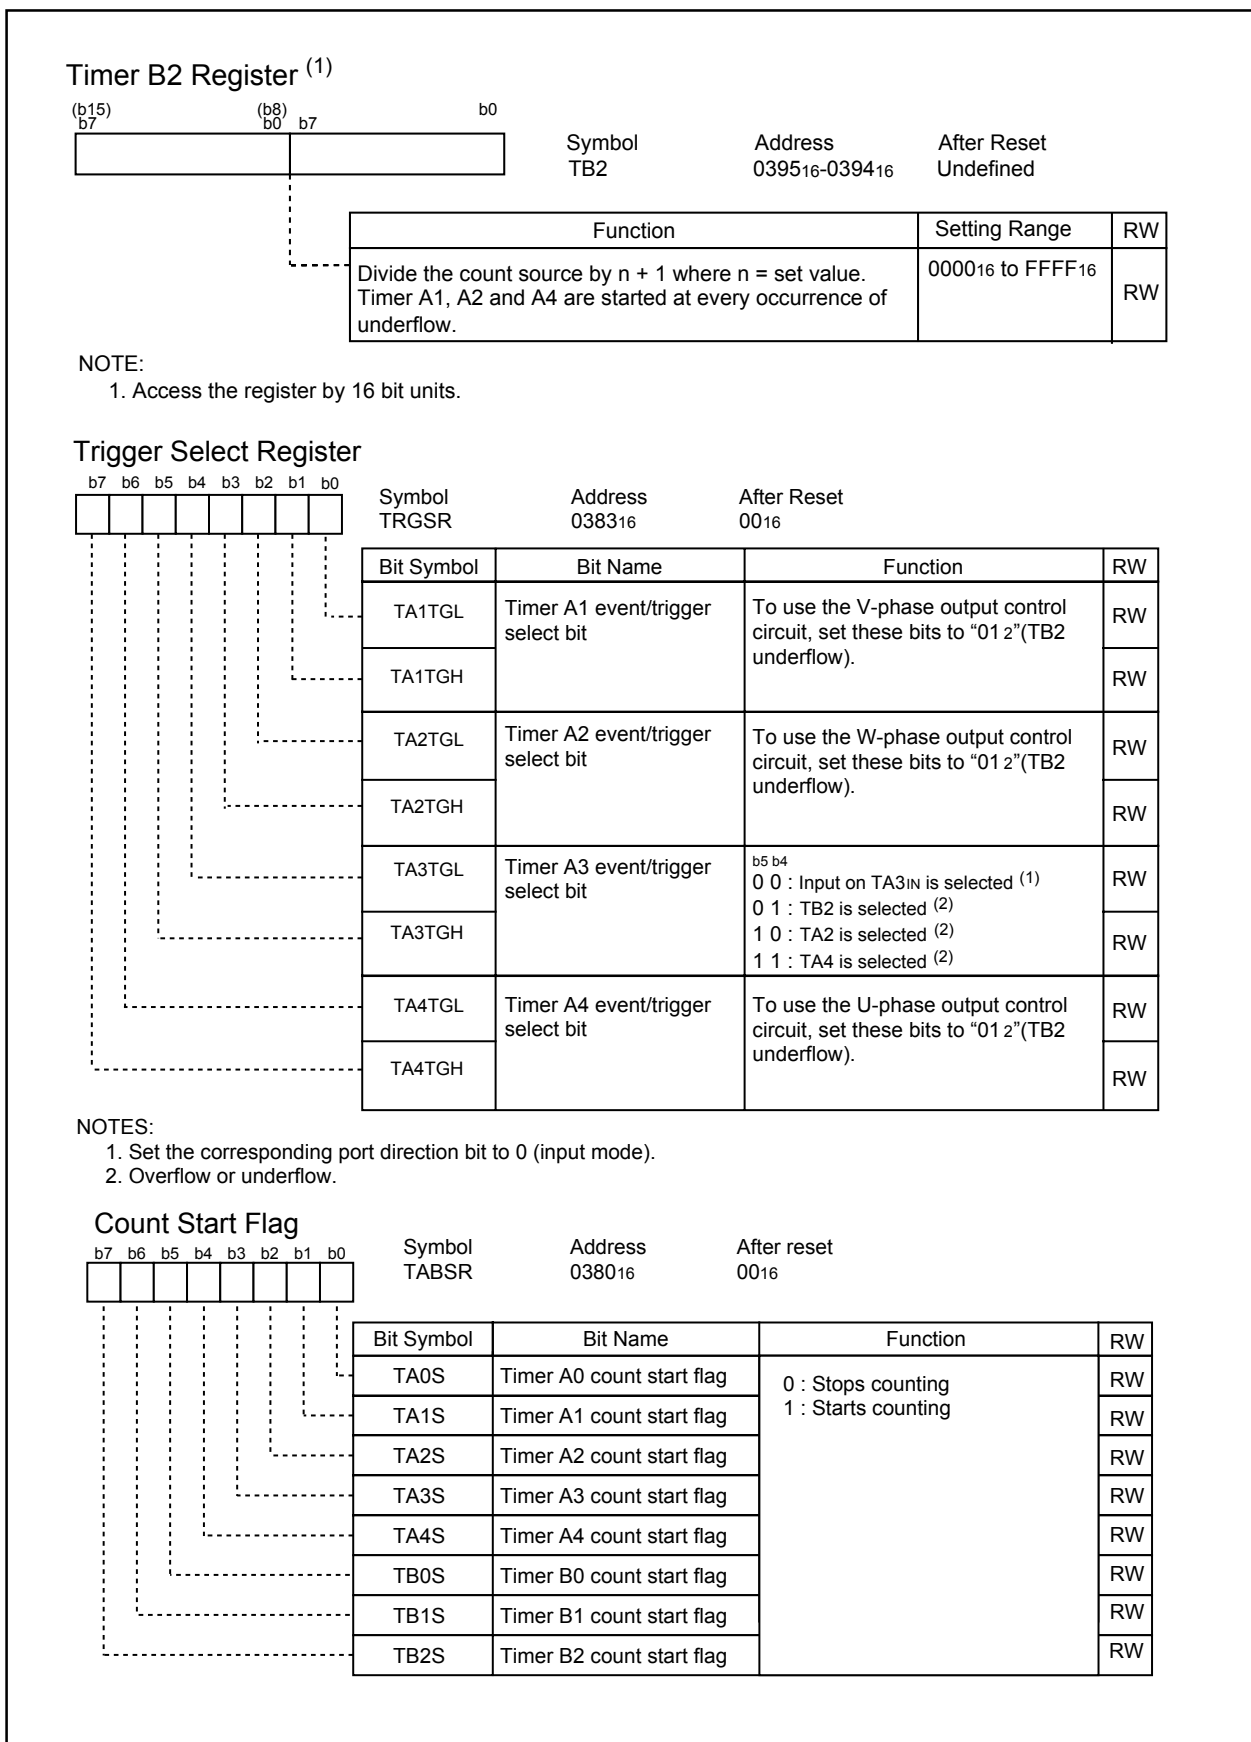 Timer B2 Register (1)
(b15) (b8)
b7 b0 b7 b0
Symbol Address After Reset
TB2 039516-039416 Undefined
Function Setting Range RW
Divide the count source by n + 1 where n = set value. 000016 to FFFF16 RW
Timer A1, A2 and A4 are started at every occurrence of
underflow.
NOTE:
1. Access the register by 16 bit units.
Trigger Select Register
b7 b6 b5 b4 b3 b2 b1 b0
Symbol Address After Reset
TRGSR 038316 0016
Bit Symbol Bit Name Function RW
TA1TGL Timer A1 event/trigger To use the V-phase output control RW
select bit circuit, set these bits to “012”(TB2
underflow).
TA1TGH RW
TA2TGL Timer A2 event/trigger To use the W-phase output control RW
select bit circuit, set these bits to “012”(TB2
underflow).
TA2TGH RW
TA3TGL Timer A3 event/trigger b5 b4 RW
select bit 0 0 : Input on TA3IN is selected (1)
0 1 : TB2 is selected (2)
TA3TGH 1 0 : TA2 is selected (2) RW
1 1 : TA4 is selected (2)
TA4TGL Timer A4 event/trigger To use the U-phase output control RW
select bit circuit, set these bits to “012”(TB2
underflow).
TA4TGH RW
NOTES:
1. Set the corresponding port direction bit to 0 (input mode).
2. Overflow or underflow.
Count Start Flag
b7 b6 b5 b4 b3 b2 b1 b0
Symbol Address After reset
TABSR 038016 0016
Bit Symbol Bit Name Function RW
TA0S Timer A0 count start flag 0 : Stops counting RW
TA1S Timer A1 count start flag 1 : Starts counting RW
TA2S Timer A2 count start flag RW
TA3S Timer A3 count start flag RW
TA4S Timer A4 count start flag RW
TB0S Timer B0 count start flag RW
TB1S Timer B1 count start flag RW
TB2S Timer B2 count start flag RW